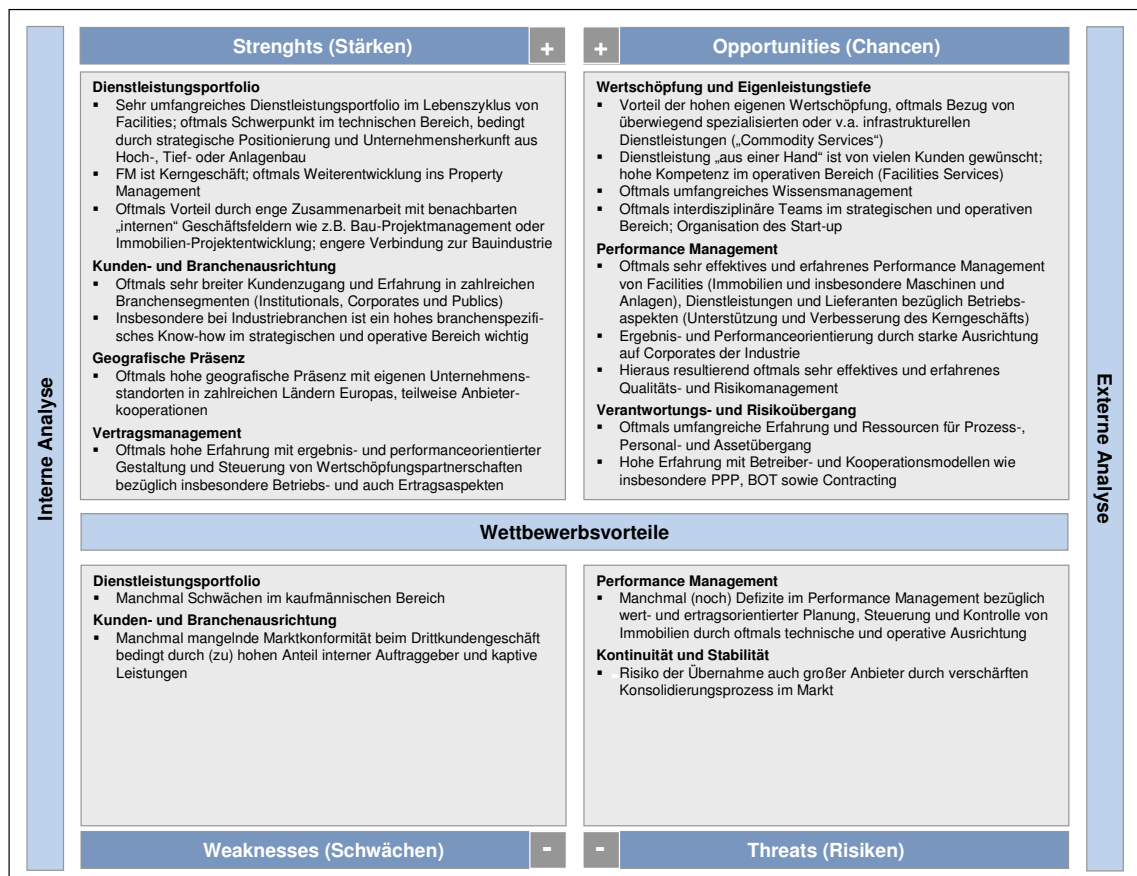 Strenghts (Stärken)
+
+
Opportunities (Chancen)
Interne Analyse
Dienstleistungsportfolio
▪ Sehr umfangreiches Dienstleistungsportfolio im Lebenszyklus von
Facilities; oftmals Schwerpunkt im technischen Bereich, bedingt
durch strategische Positionierung und Unternehmensherkunft aus
Hoch-, Tief- oder Anlagenbau
▪ FM ist Kerngeschäft; oftmals Weiterentwicklung ins Property
Management
▪ Oftmals Vorteil durch enge Zusammenarbeit mit benachbarten
„internen" Geschäftsfeldern wie z.B. Bau-Projektmanagement oder
Immobilien-Projektentwicklung; engere Verbindung zur Bauindustrie
Kunden- und Branchenausrichtung
▪ Oftmals sehr breiter Kundenzugang und Erfahrung in zahlreichen
Branchensegmenten (Institutionals, Corporates und Publics)
▪ Insbesondere bei Industriebranchen ist ein hohes branchenspezifi-
sches Know-how im strategischen und operative Bereich wichtig
Geografische Präsenz
▪ Oftmals hohe geografische Präsenz mit eigenen Unternehmens-
standorten in zahlreichen Ländern Europas, teilweise Anbieter-
kooperationen
Vertragsmanagement
▪ Oftmals hohe Erfahrung mit ergebnis- und performanceorientierter
Gestaltung und Steuerung von Wertschöpfungspartnerschaften
bezüglich insbesondere Betriebs- und auch Ertragsaspekten
Wertschöpfung und Eigenleistungstiefe
▪ Vorteil der hohen eigenen Wertschöpfung, oftmals Bezug von
überwiegend spezialisierten oder v.a. infrastrukturellen
Dienstleistungen („Commodity Services")
▪ Dienstleistung „aus einer Hand" ist von vielen Kunden gewünscht;
hohe Kompetenz im operativen Bereich (Facilities Services)
▪ Oftmals umfangreiches Wissensmanagement
▪ Oftmals interdisziplinäre Teams im strategischen und operativen
Bereich; Organisation des Start-up
Performance Management
▪ Oftmals sehr effektives und erfahrenes Performance Management
von Facilities (Immobilien und insbesondere Maschinen und
Anlagen), Dienstleistungen und Lieferanten bezüglich Betriebs-
aspekten (Unterstützung und Verbesserung des Kerngeschäfts)
▪ Ergebnis- und Performanceorientierung durch starke Ausrichtung
auf Corporates der Industrie
▪ Hieraus resultierend oftmals sehr effektives und erfahrenes
Qualitäts- und Risikomanagement
Verantwortungs- und Risikoübergang
▪ Oftmals umfangreiche Erfahrung und Ressourcen für Prozess-,
Personal- und Assetübergang
▪ Hohe Erfahrung mit Betreiber- und Kooperationsmodellen wie
insbesondere PPP, BOT sowie Contracting
Externe Analyse
Wettbewerbsvorteile
Dienstleistungsportfolio
▪ Manchmal Schwächen im kaufmännischen Bereich
Kunden- und Branchenausrichtung
▪ Manchmal mangelnde Marktkonformität beim Drittkundengeschäft
bedingt durch (zu) hohen Anteil interner Auftraggeber und kaptive
Leistungen
Performance Management
▪ Manchmal (noch) Defizite im Performance Management bezüglich
wert- und ertragsorientierter Planung, Steuerung und Kontrolle von
Immobilien durch oftmals technische und operative Ausrichtung
Kontinuität und Stabilität
▪ Risiko der Übernahme auch großer Anbieter durch verschärften
Konsolidierungsprozess im Markt
Weaknesses (Schwächen)
-
-
Threats (Risiken)